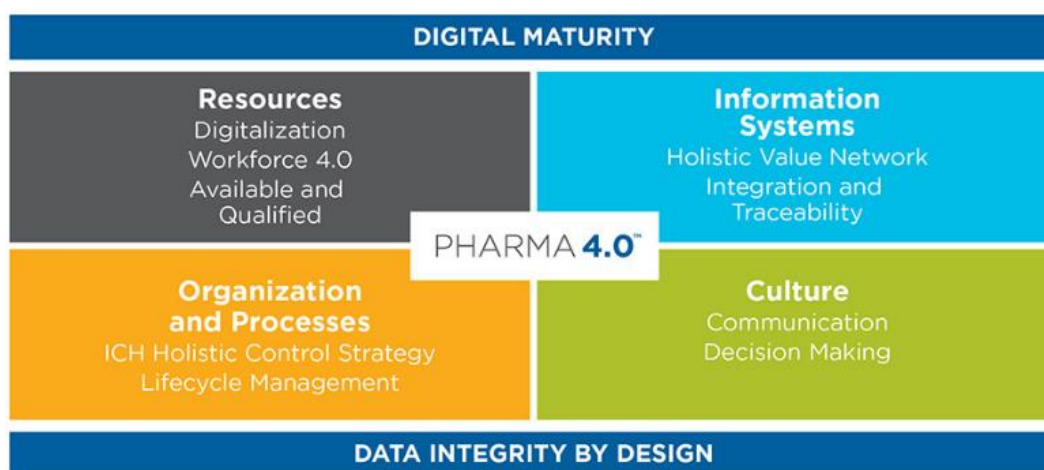 DIGITAL MATURITY
Resources
Digitalization
Workforce 4.0
Available and
Qualified
Information
Systems
Holistic Value Network
Integration and
Traceability
PHARMA 4.0™
Organization
and Processes
ICH Holistic Control Strategy
Lifecycle Management
Culture
Communication
Decision Making
DATA INTEGRITY BY DESIGN